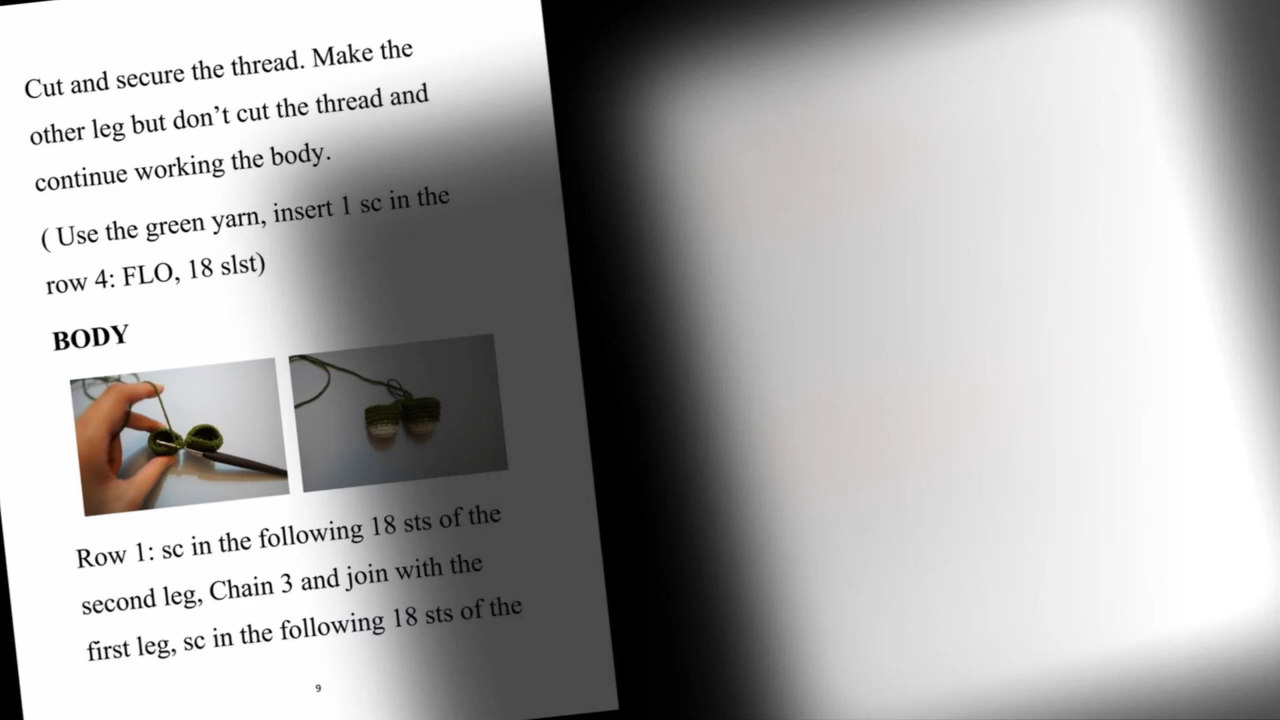 Cut and secure the thread. Make the
other leg but don’t cut the thread and
continue working the body.
( Use the green yarn, insert 1 sc in the
row 4: FLO, 18 slst)
BODY
Row 1: sc in the following 18 sts of the
second leg, Chain 3 and join with the
first leg, sc in the following 18 sts of the
9